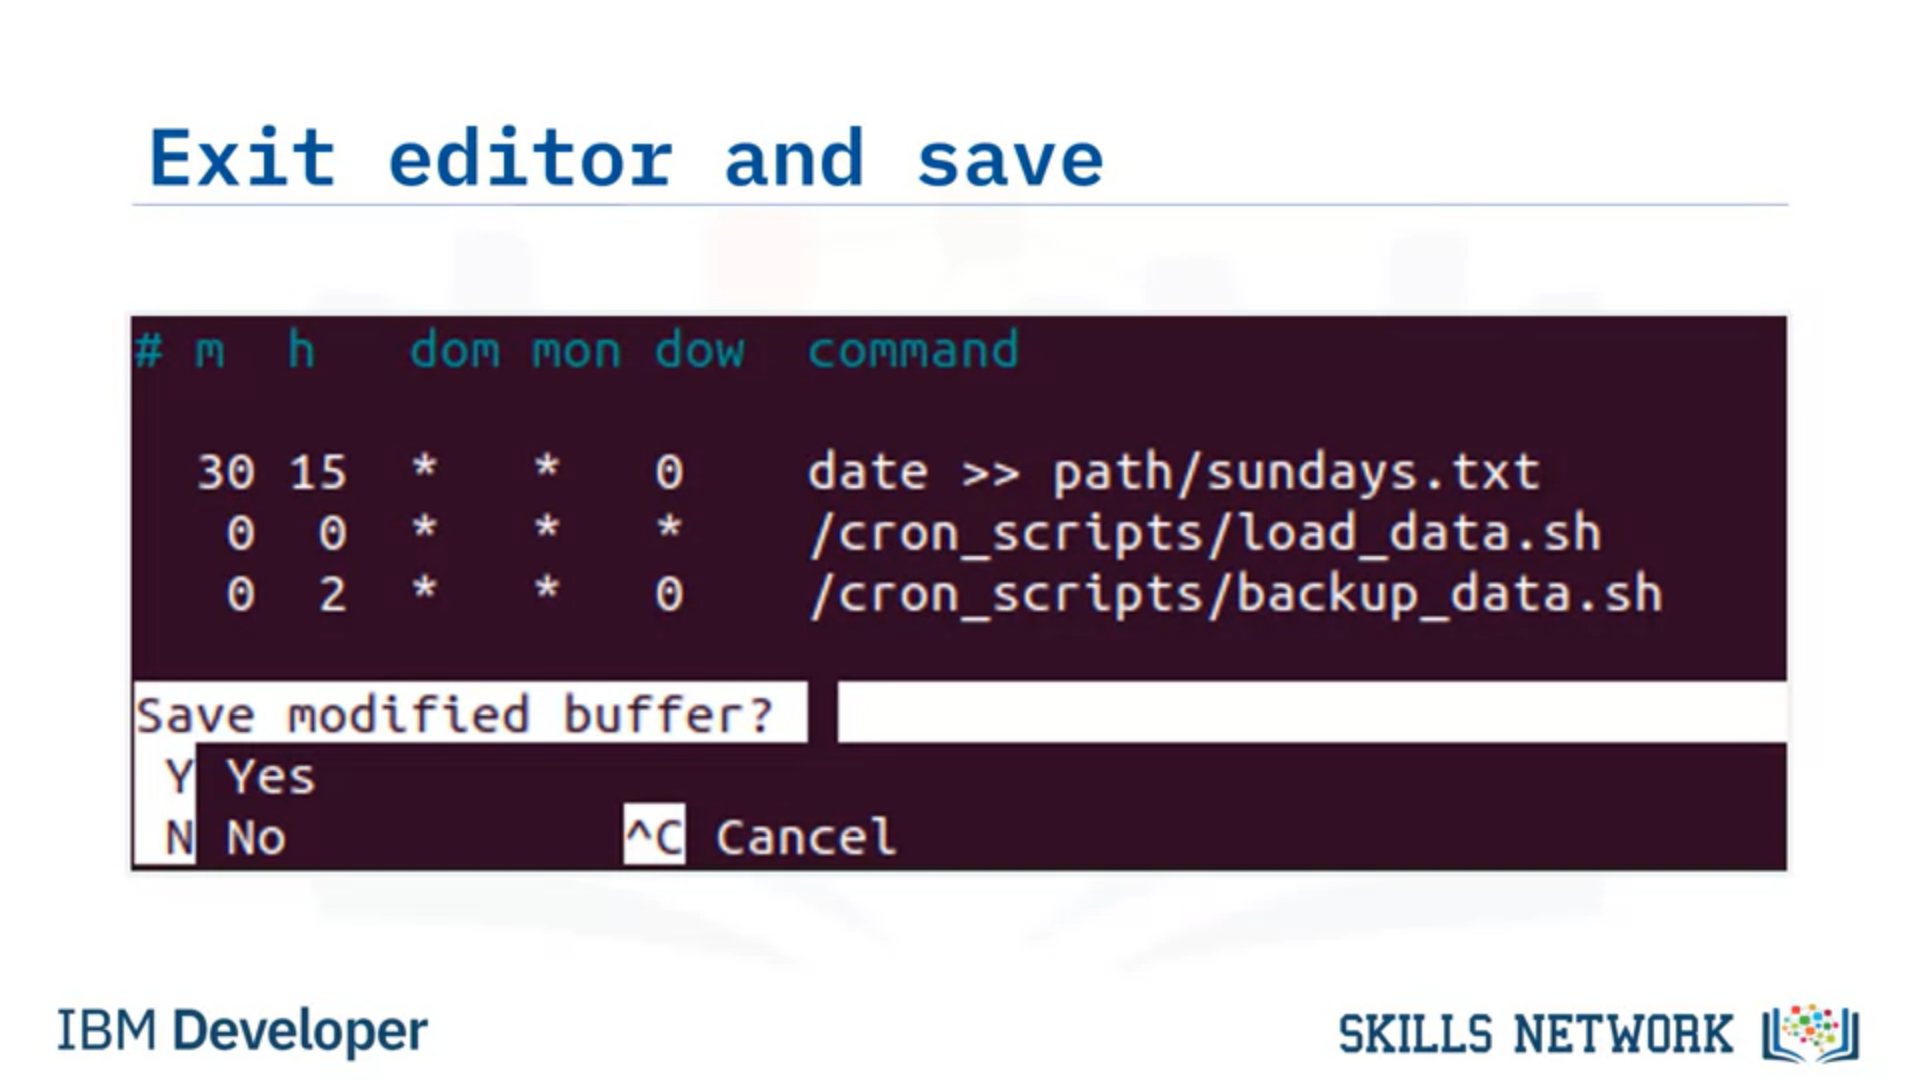 Exit editor and save
# m h dom mon dow command
30 15 * * 0 date >> path/sundays.txt
0 0 * * * /cron_scripts/load_data.sh
0 2 * * 0 /cron_scripts/backup_data.sh
Save modified buffer?
Y Yes
N No ^C Cancel
IBM Developer
SKILLS NETWORK